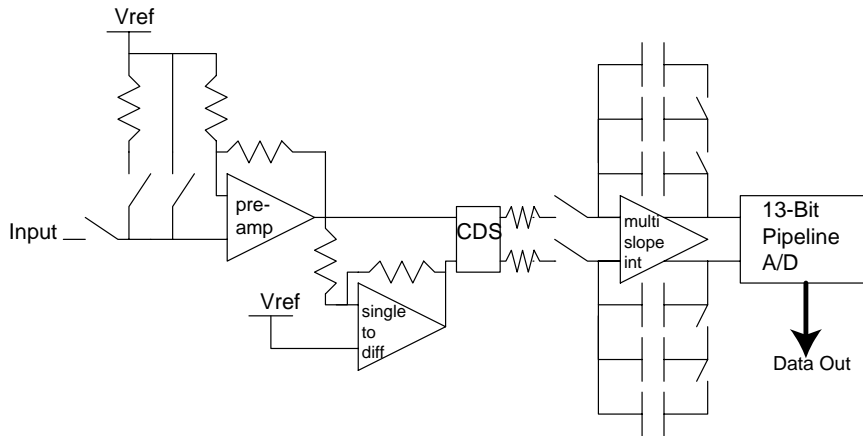 Vref
Input
pre-
amp
Vref
single
to
diff
CDS
multi
slope
int
13-Bit
Pipeline
A/D
Data Out